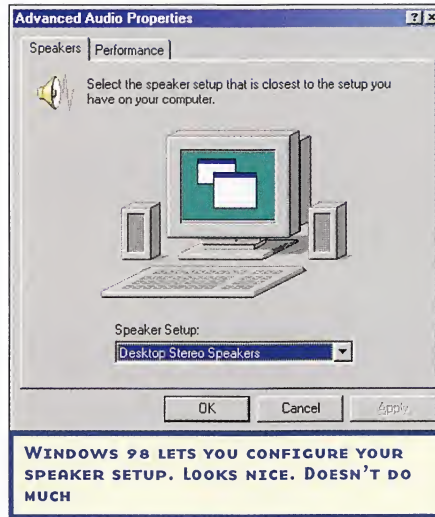 Advanced Audio Properties
Speakers Performance
Select the speaker setup that is closest to the setup you
have on your computer.
Speaker Setup:
Desktop Stereo Speakers
OK Cancel Apply
WINDOWS 98 LETS YOU CONFIGURE YOUR
SPEAKER SETUP. LOOKS NICE. DOESN'T DO
MUCH